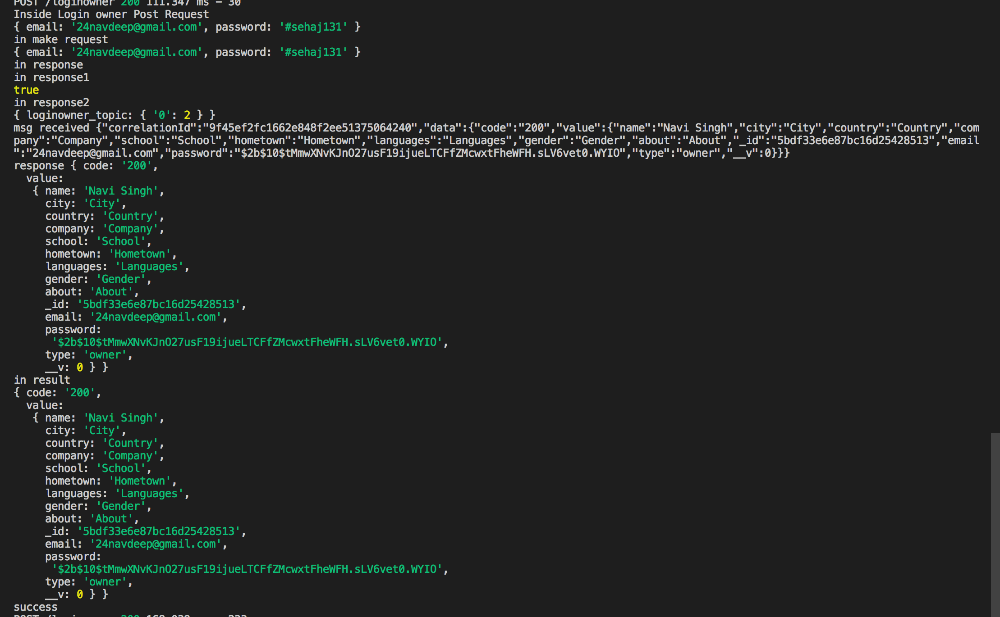 POST /loginowner 200 111.347 ms - 30
Inside Login owner Post Request
{ email: '24navdeep@gmail.com', password: '#sehaj131' }
in make request
{ email: '24navdeep@gmail.com', password: '#sehaj131' }
in response
in response1
true
in response2
{ loginowner_topic: { '0': 2 } }
msg received {"correlationId":"9f45ef2fc1662e848f2ee51375064240","data":{"code":"200","value":{"name":"Navi Singh","city":"City","country":"Country","com
pany":"Company","school":"School","hometown":"Hometown","languages":"Languages","gender":"Gender","about":"About","_id":"5bdf33e6e87bc16d25428513","email
":"24navdeep@gmail.com","password":"$2b$10$tMmwXNvKJnO27usF19ijueLTCFfZMcwxtFheWFH.sLV6vet0.WYIO","type":"owner","__v":0}}}
response { code: '200',
  value:
   { name: 'Navi Singh',
     city: 'City',
     country: 'Country',
     company: 'Company',
     school: 'School',
     hometown: 'Hometown',
     languages: 'Languages',
     gender: 'Gender',
     about: 'About',
     _id: '5bdf33e6e87bc16d25428513',
     email: '24navdeep@gmail.com',
     password:
      '$2b$10$tMmwXNvKJnO27usF19ijueLTCFfZMcwxtFheWFH.sLV6vet0.WYIO',
     type: 'owner',
     __v: 0 } }
in result
{ code: '200',
  value:
   { name: 'Navi Singh',
     city: 'City',
     country: 'Country',
     company: 'Company',
     school: 'School',
     hometown: 'Hometown',
     languages: 'Languages',
     gender: 'Gender',
     about: 'About',
     _id: '5bdf33e6e87bc16d25428513',
     email: '24navdeep@gmail.com',
     password:
      '$2b$10$tMmwXNvKJnO27usF19ijueLTCFfZMcwxtFheWFH.sLV6vet0.WYIO',
     type: 'owner',
     __v: 0 } }
success